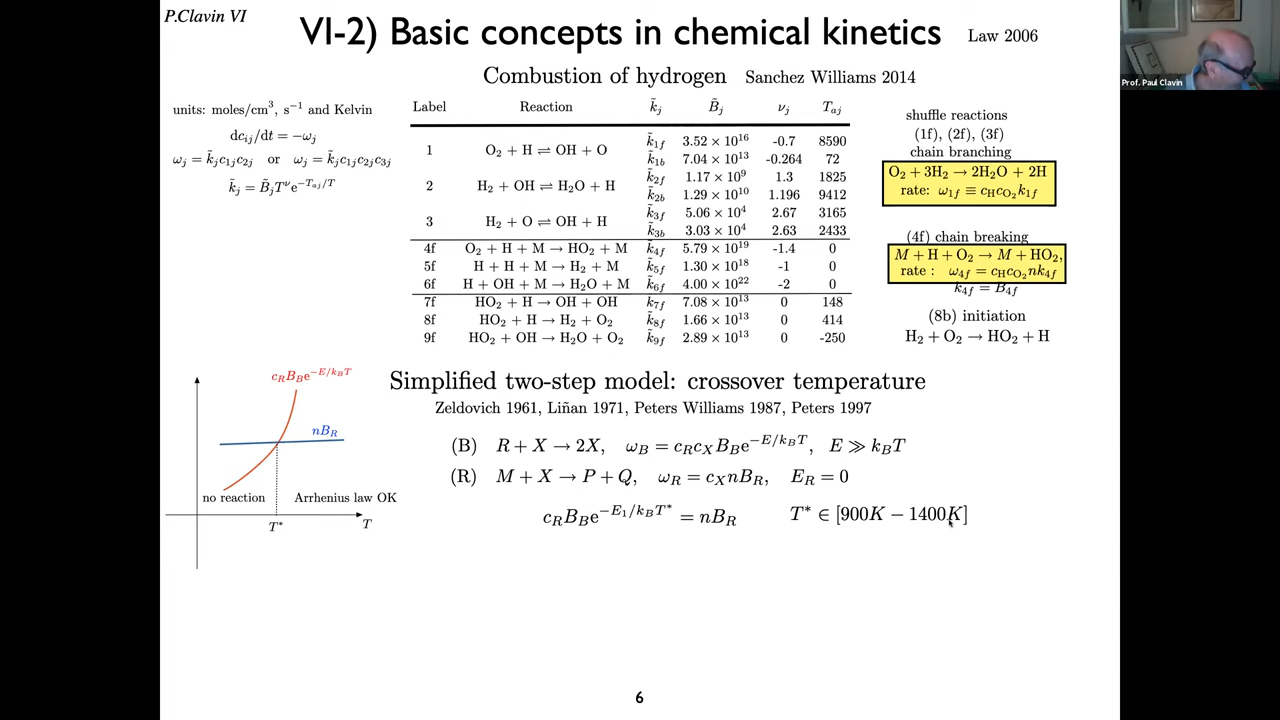 P.Clavin VI
VI-2) Basic concepts in chemical kinetics Law 2006
Prof. Paul Clavin
Combustion of hydrogen Sanchez Williams 2014
units: moles/cm³, s⁻¹ and Kelvin
dc_ij/dt = −ω_j
ω_j = k̃_j c_1j c_2j or ω_j = k̃_j c_1j c_2j c_3j
k̃_j = B̃_j T^ν e^(−T_aj/T)
Label Reaction k̃_j B̃_j ν_j T_aj
1 O₂ + H ⇌ OH + O k̃_1f 3.52 × 10¹⁶ -0.7 8590
k̃_1b 7.04 × 10¹³ -0.264 72
2 H₂ + OH ⇌ H₂O + H k̃_2f 1.17 × 10⁹ 1.3 1825
k̃_2b 1.29 × 10¹⁰ 1.196 9412
3 H₂ + O ⇌ OH + H k̃_3f 5.06 × 10⁴ 2.67 3165
k̃_3b 3.03 × 10⁴ 2.63 2433
4f O₂ + H + M → HO₂ + M k̃_4f 5.79 × 10¹⁹ -1.4 0
5f H + H + M → H₂ + M k̃_5f 1.30 × 10¹⁸ -1 0
6f H + OH + M → H₂O + M k̃_6f 4.00 × 10²² -2 0
7f HO₂ + H → OH + OH k̃_7f 7.08 × 10¹³ 0 148
8f HO₂ + H → H₂ + O₂ k̃_8f 1.66 × 10¹³ 0 414
9f HO₂ + OH → H₂O + O₂ k̃_9f 2.89 × 10¹³ 0 -250
shuffle reactions
(1f), (2f), (3f)
chain branching
O₂ + 3H₂ → 2H₂O + 2H
rate: ω_1f ≡ c_H c_O₂ k_1f
(4f) chain breaking
M + H + O₂ → M + HO₂,
rate : ω_4f = c_H c_O₂ n k_4f
k_4f = B_4f
(8b) initiation
H₂ + O₂ → HO₂ + H
Simplified two-step model: crossover temperature
Zeldovich 1961, Liñan 1971, Peters Williams 1987, Peters 1997
(B) R + X → 2X, ω_B = c_R c_X B_B e^(−E/k_BT), E ≫ k_BT
(R) M + X → P + Q, ω_R = c_X n B_R, E_R = 0
c_R B_B e^(−E₁/k_BT*) = nB_R T* ∈ [900K − 1400K]
c_R B_B e^(−E/k_BT)
nB_R
no reaction Arrhenius law OK
T* T
6